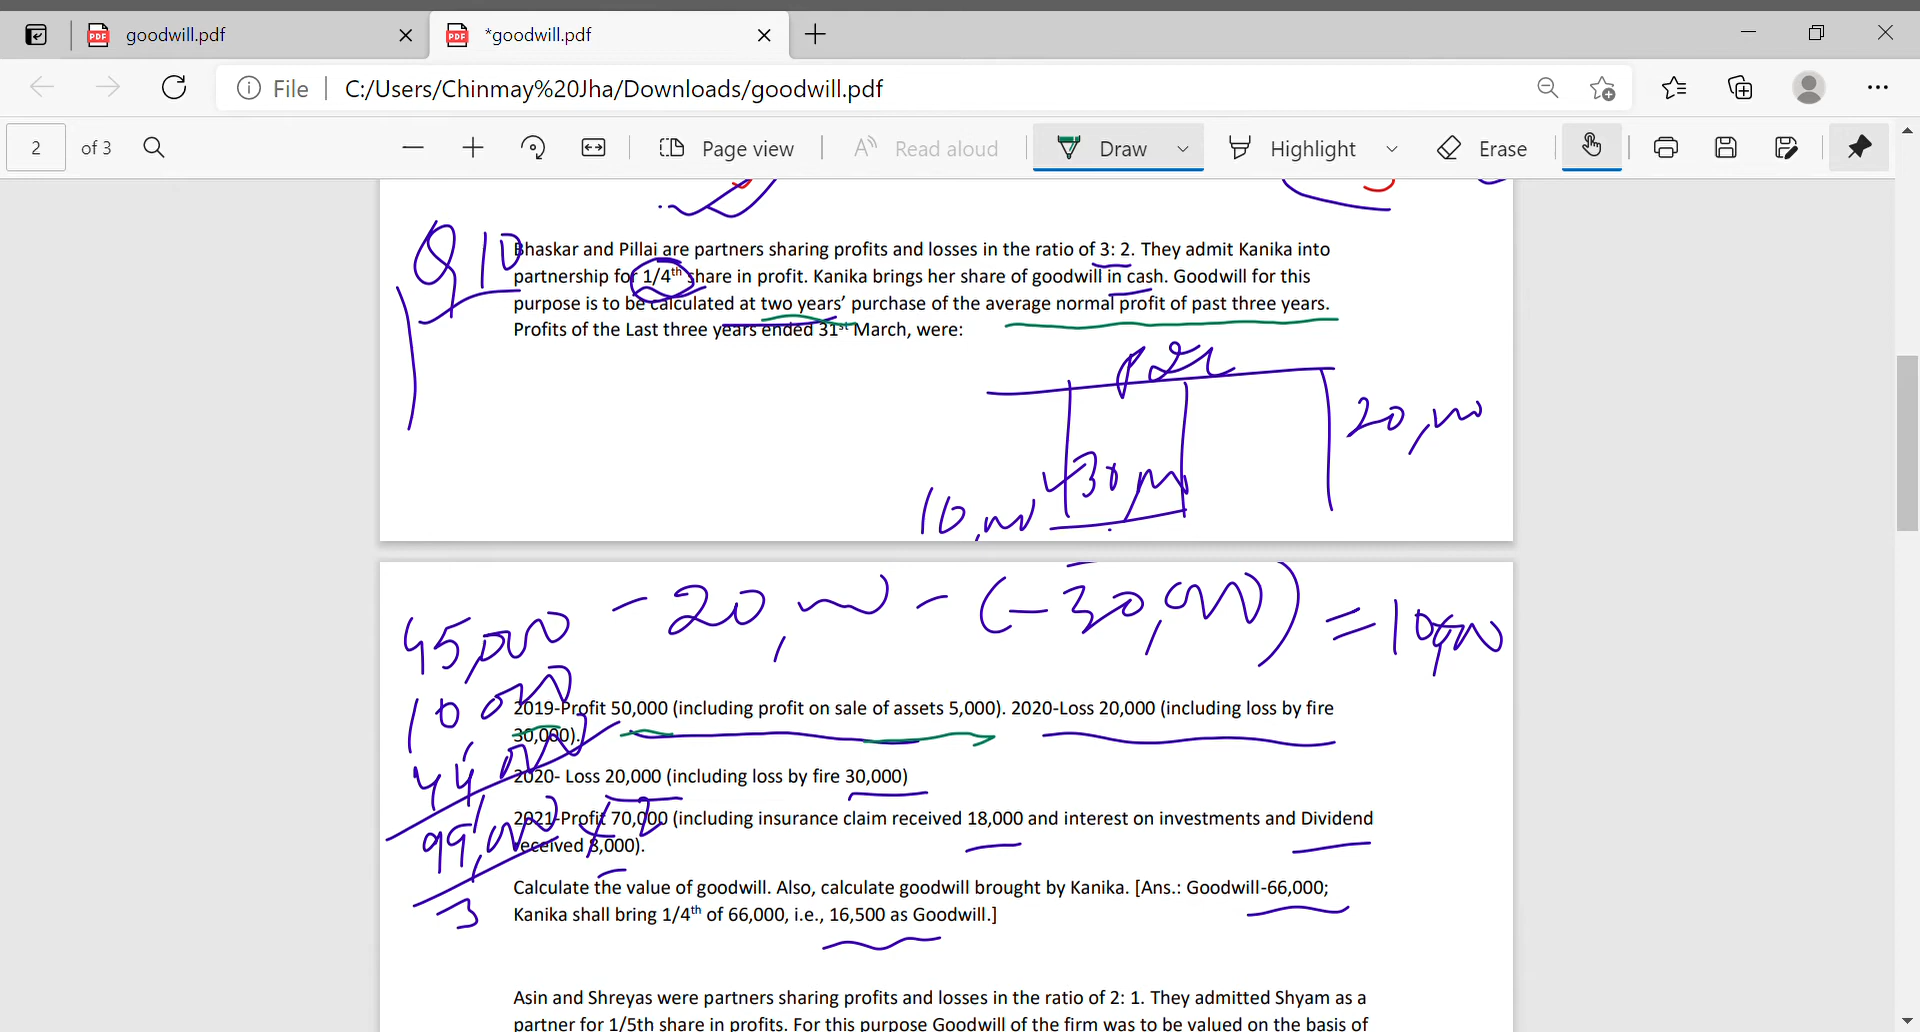 goodwill.pdf
*goodwill.pdf
File
C:/Users/Chinmay%20Jha/Downloads/goodwill.pdf
2 of 3
Page view
Read aloud
Draw
Highlight
Erase
Q 10
Bhaskar and Pillai are partners sharing profits and losses in the ratio of 3: 2. They admit Kanika into
partnership for 1/4th share in profit. Kanika brings her share of goodwill in cash. Goodwill for this
purpose is to be calculated at two years' purchase of the average normal profit of past three years.
Profits of the Last three years ended 31st March, were:
P&L
20,000
30,000
10,000
- 20,000 - (- 30,000) = 10,000
45,000
10,000
44,000
99,000 × 2
3
2019-Profit 50,000 (including profit on sale of assets 5,000). 2020-Loss 20,000 (including loss by fire
30,000).
2020- Loss 20,000 (including loss by fire 30,000)
2021-Profit 70,000 (including insurance claim received 18,000 and interest on investments and Dividend
received 8,000).
Calculate the value of goodwill. Also, calculate goodwill brought by Kanika. [Ans.: Goodwill-66,000;
Kanika shall bring 1/4th of 66,000, i.e., 16,500 as Goodwill.]
Asin and Shreyas were partners sharing profits and losses in the ratio of 2: 1. They admitted Shyam as a
partner for 1/5th share in profits. For this purpose Goodwill of the firm was to be valued on the basis of